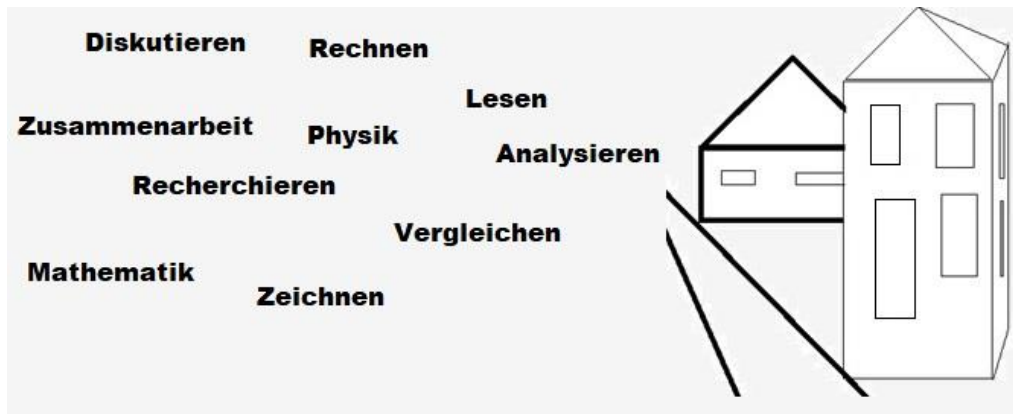 Diskutieren
Rechnen
Lesen
Zusammenarbeit
Physik
Analysieren
Recherchieren
Vergleichen
Mathematik
Zeichnen